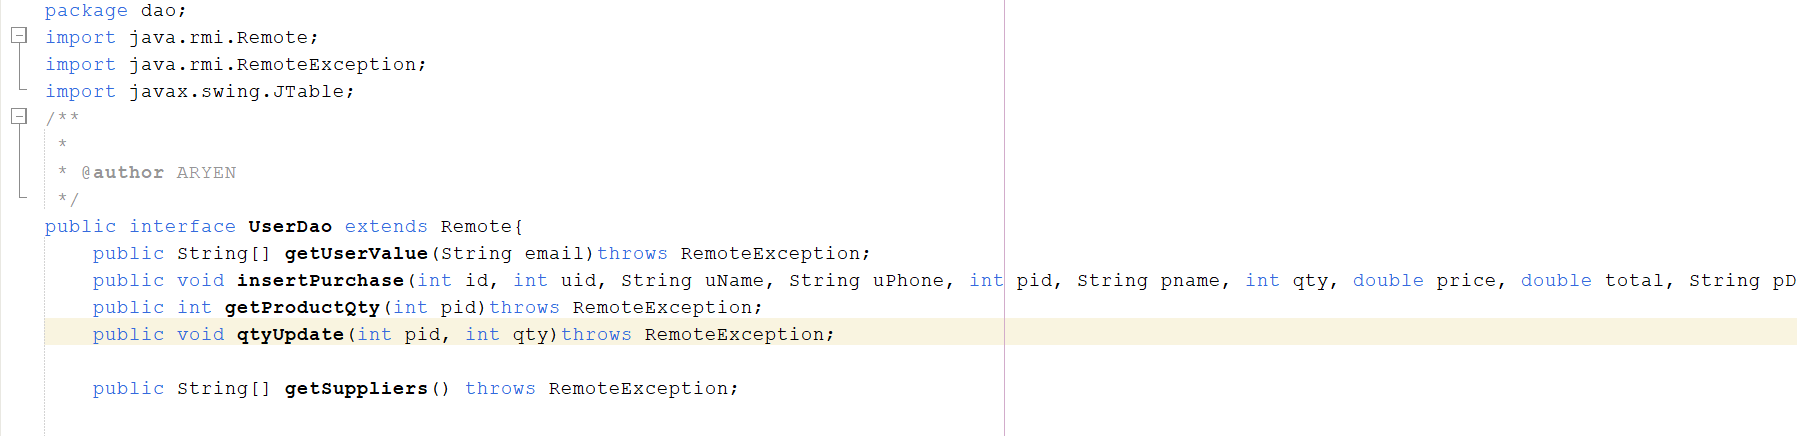 package dao;
import java.rmi.Remote;
import java.rmi.RemoteException;
import javax.swing.JTable;
/**
 *
 * @author ARYEN
 */
public interface UserDao extends Remote{
    public String[] getUserValue(String email)throws RemoteException;
    public void insertPurchase(int id, int uid, String uName, String uPhone, int pid, String pname, int qty, double price, double total, String pD
    public int getProductQty(int pid)throws RemoteException;
    public void qtyUpdate(int pid, int qty)throws RemoteException;
    public String[] getSuppliers() throws RemoteException;